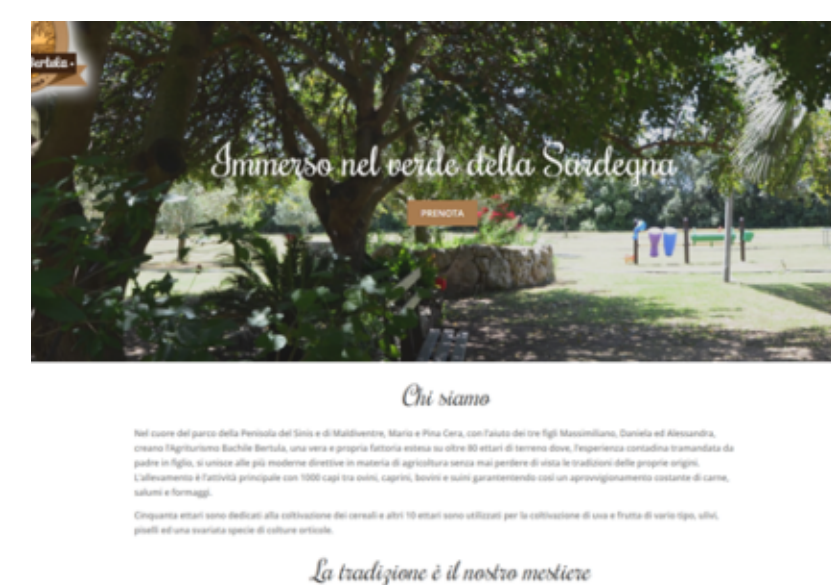 Bertula
Immerso nel verde della Sardegna
PRENOTA
Chi siamo
Nel cuore del parco della Penisola del Sinis e di Maldiventre, Mario e Pina Cera, con l'aiuto dei tre figli Massimiliano, Daniela ed Alessandra,
creano l'Agriturismo Bachile Bertula, una vera e propria fattoria estesa su oltre 80 ettari di terreno dove, l'esperienza contadina tramandata da
padre in figlio, si unisce alle più moderne direttive in materia di agricoltura senza mai perdere di vista le tradizioni delle proprie origini.
L'allevamento è l'attività principale con 1000 capi tra ovini, caprini, bovini e suini garantentendo così un aprovvigionamento costante di carne,
salumi e formaggi.
Cinquanta ettari sono dedicati alla coltivazione dei cereali e altri 10 ettari sono utilizzati per la coltivazione di uva e frutta di vario tipo, ulivi,
piselli ed una svariata specie di colture orticole.
La tradizione è il nostro mestiere